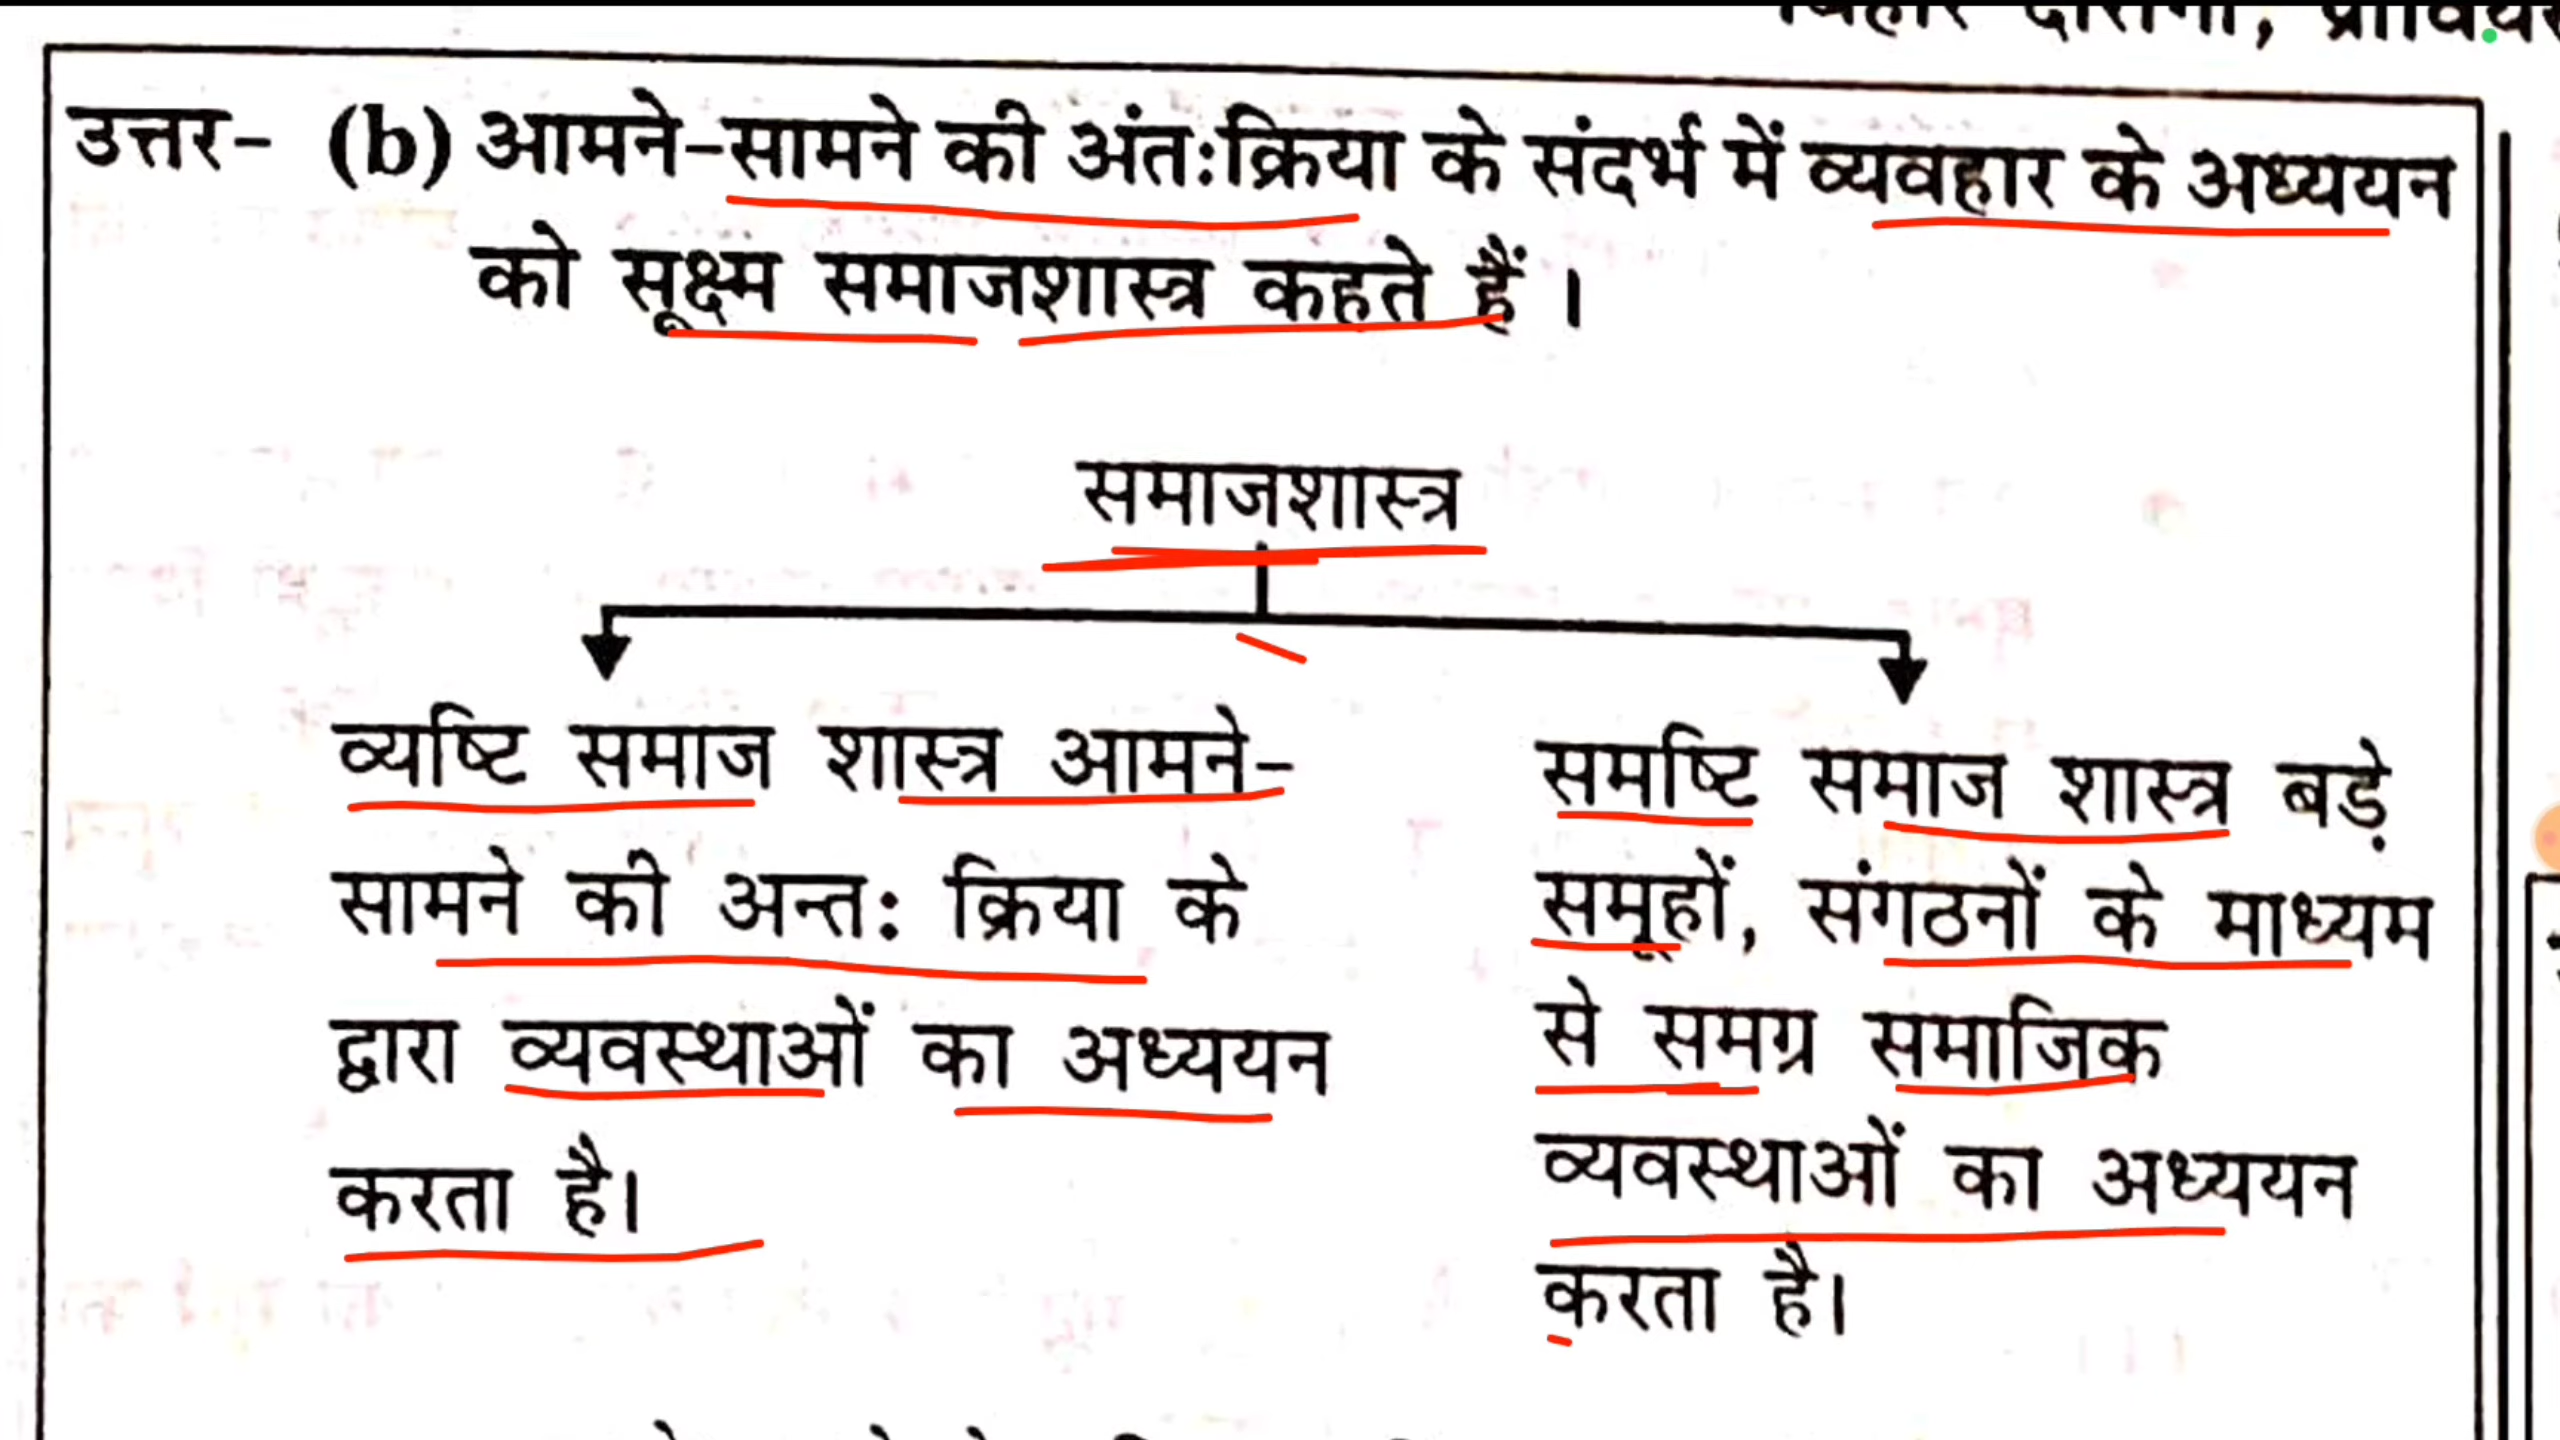 उत्तर- (b) आमने-सामने की अंतःक्रिया के संदर्भ में व्यवहार के अध्ययन
को सूक्ष्म समाजशास्त्र कहते हैं ।
समाजशास्त्र
व्यष्टि समाज शास्त्र आमने-
सामने की अन्तः क्रिया के
द्वारा व्यवस्थाओं का अध्ययन
करता है।
समष्टि समाज शास्त्र बड़े
समूहों, संगठनों के माध्यम
से समग्र समाजिक
व्यवस्थाओं का अध्ययन
करता है।